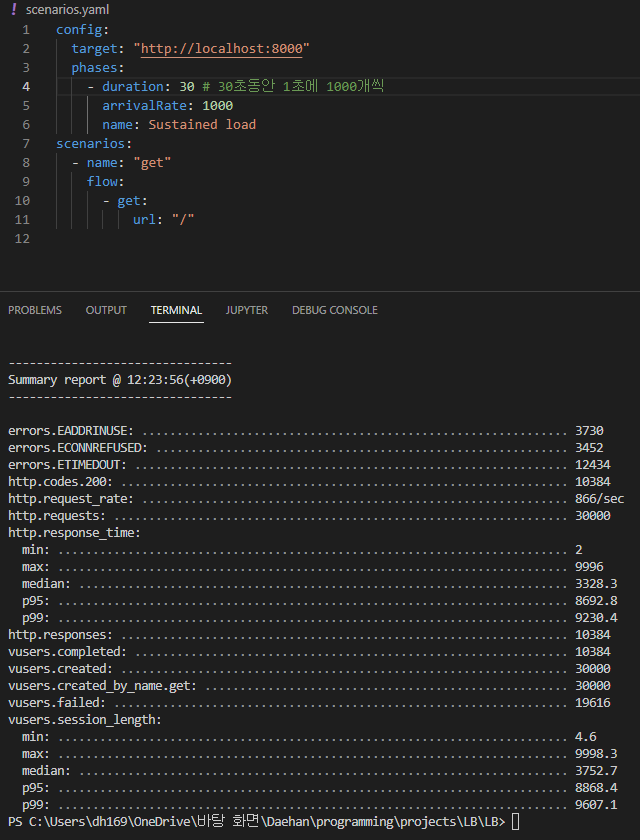 ! scenarios.yaml
1 config:
2 target: "http://localhost:8000"
3 phases:
4 - duration: 30 # 30초동안 1초에 1000개씩
5 arrivalRate: 1000
6 name: Sustained load
7 scenarios:
8 - name: "get"
9 flow:
10 - get:
11 url: "/"
12
PROBLEMS OUTPUT TERMINAL JUPYTER DEBUG CONSOLE
--------------------------------
Summary report @ 12:23:56(+0900)
--------------------------------
errors.EADDRINUSE: ............................................................. 3730
errors.ECONNREFUSED: ........................................................... 3452
errors.ETIMEDOUT: .............................................................. 12434
http.codes.200: ................................................................ 10384
http.request_rate: ............................................................. 866/sec
http.requests: ................................................................. 30000
http.response_time:
min: ......................................................................... 2
max: ......................................................................... 9996
median: ...................................................................... 3328.3
p95: ......................................................................... 8692.8
p99: ......................................................................... 9230.4
http.responses: ................................................................ 10384
vusers.completed: .............................................................. 10384
vusers.created: ................................................................ 30000
vusers.created_by_name.get: .................................................... 30000
vusers.failed: ................................................................. 19616
vusers.session_length:
min: ......................................................................... 4.6
max: ......................................................................... 9998.3
median: ...................................................................... 3752.7
p95: ......................................................................... 8868.4
p99: ......................................................................... 9607.1
PS C:\Users\dh169\OneDrive\바탕 화면\Daehan\programming\projects\LB\LB>